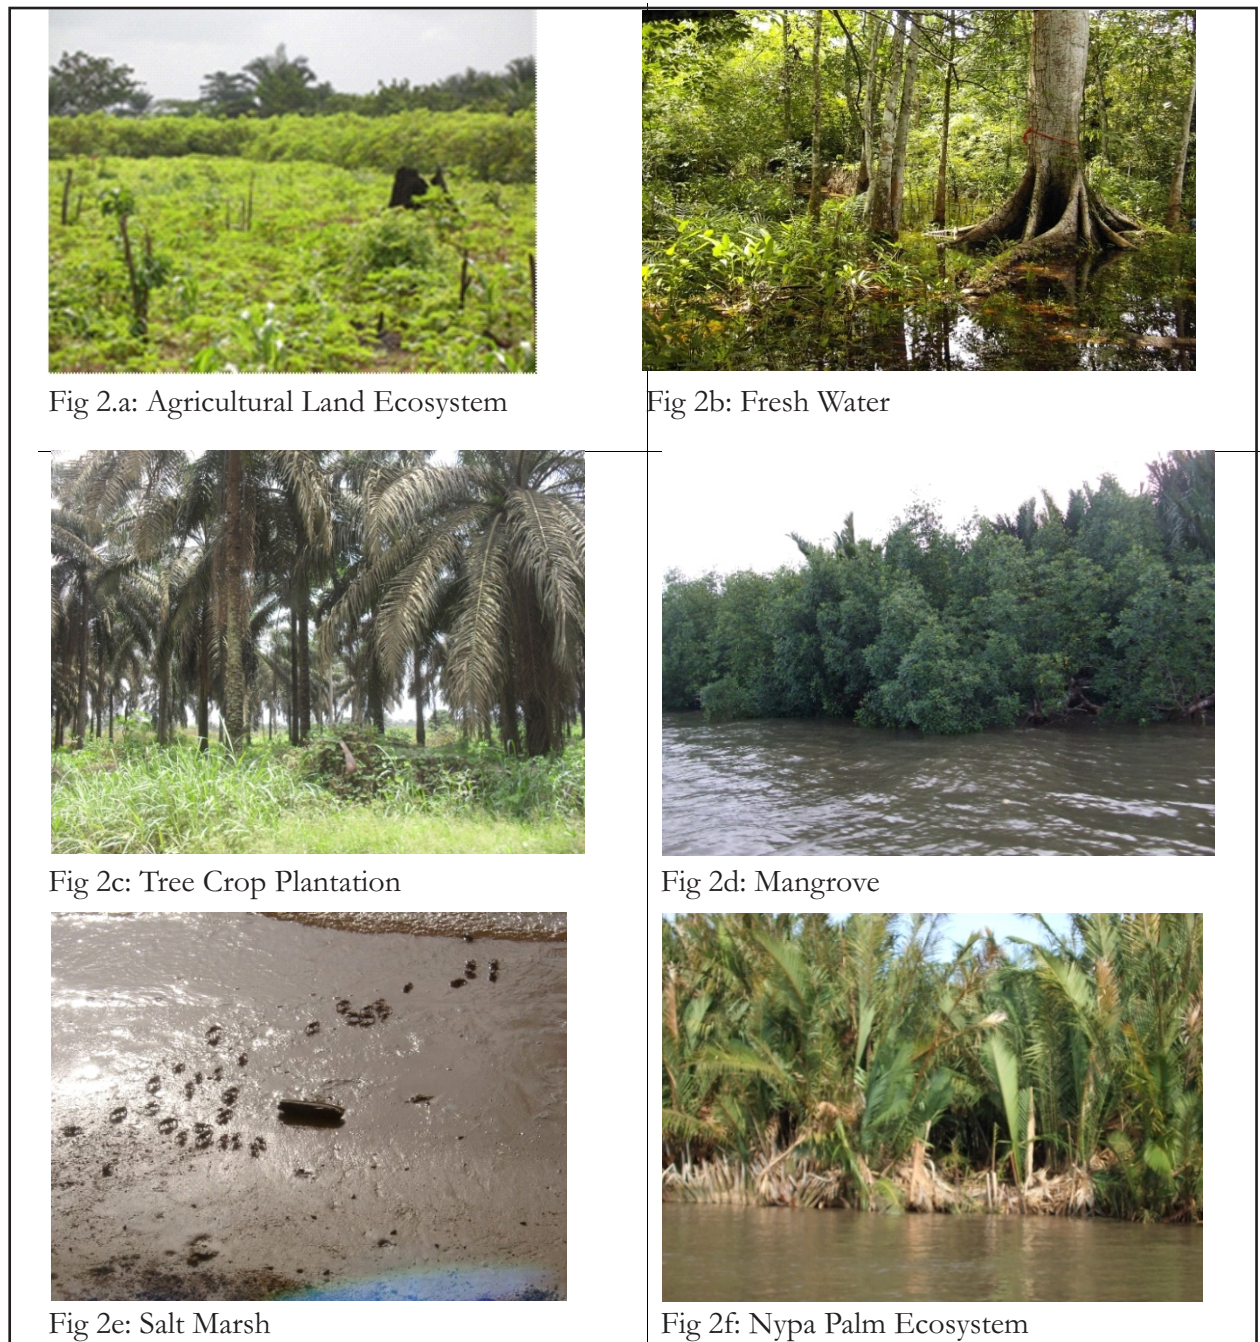 Fig 2.a: Agricultural Land Ecosystem
Fig 2b: Fresh Water
Fig 2c: Tree Crop Plantation
Fig 2d: Mangrove
Fig 2e: Salt Marsh
Fig 2f: Nypa Palm Ecosystem